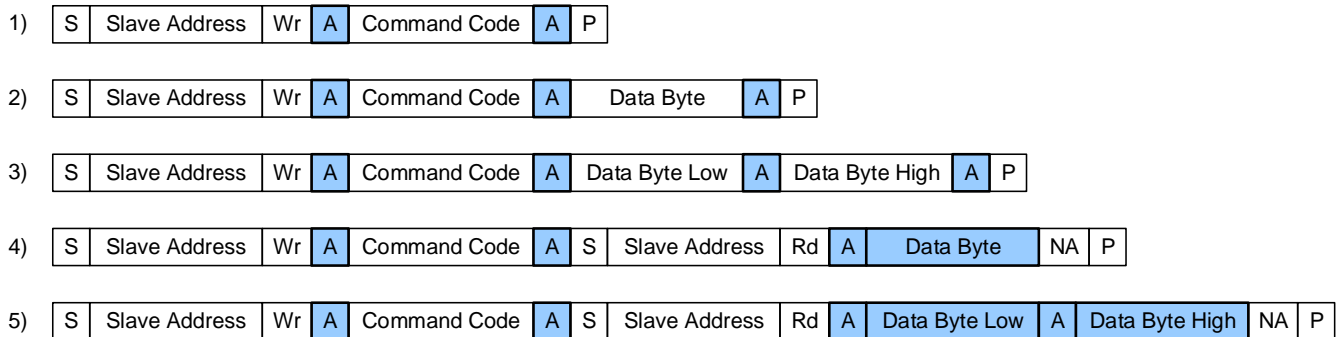 1) S Slave Address Wr A Command Code A P
2) S Slave Address Wr A Command Code A Data Byte A P
3) S Slave Address Wr A Command Code A Data Byte Low A Data Byte High A P
4) S Slave Address Wr A Command Code A S Slave Address Rd A Data Byte NA P
5) S Slave Address Wr A Command Code A S Slave Address Rd A Data Byte Low A Data Byte High NA P